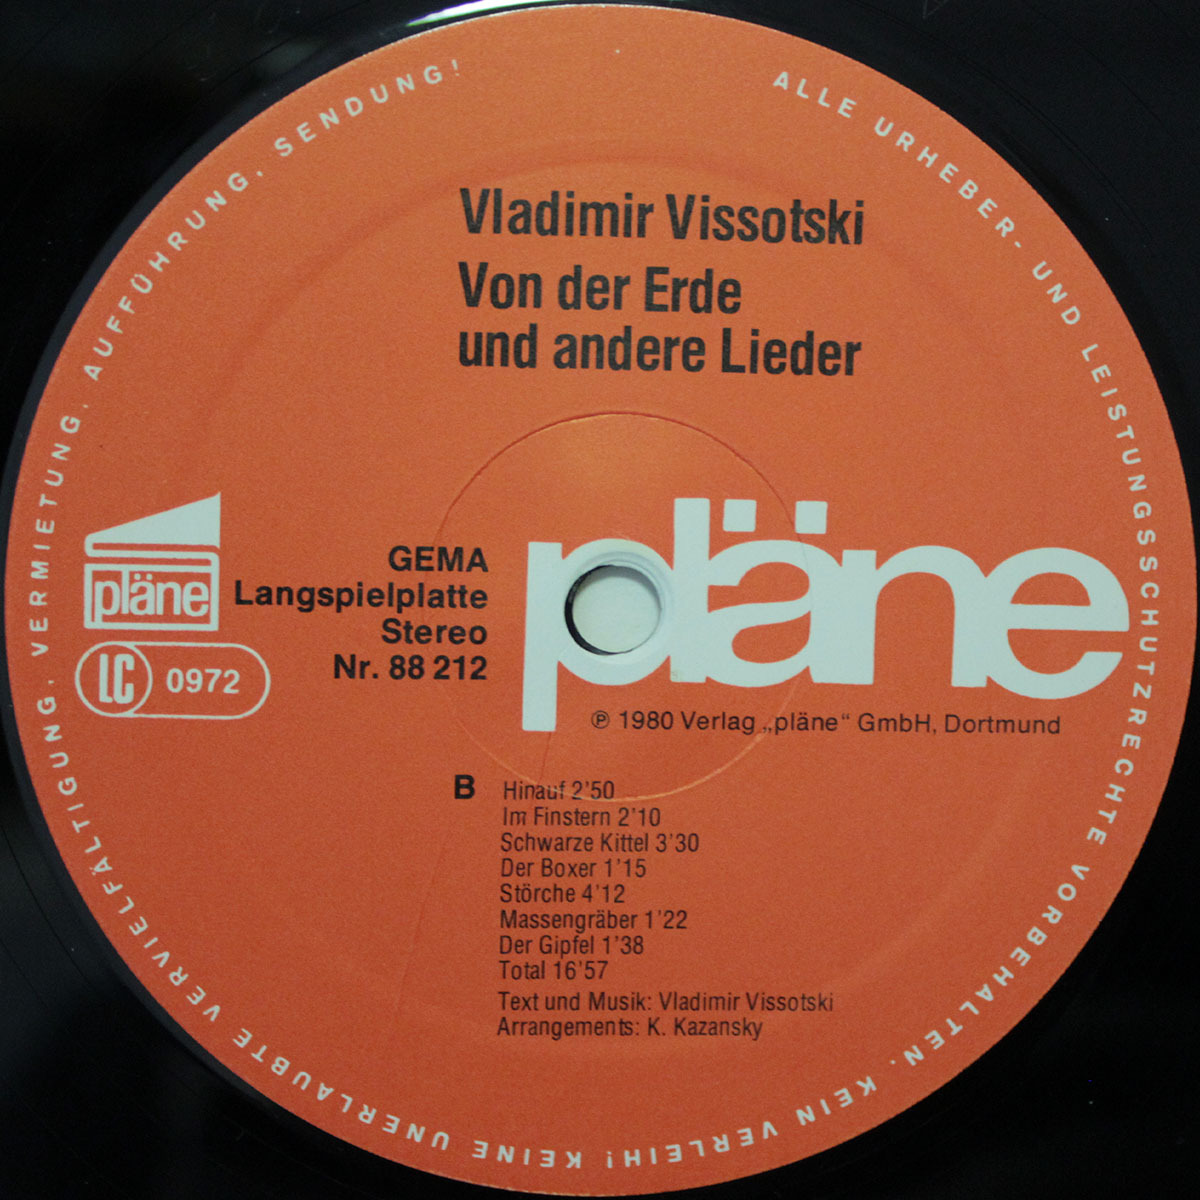 ALLE URHEBER- UND LEISTUNGSSCHUTZRECHTE VORBEHALTEN. KEIN VERLEIH! KEINE UNERLAUBTE VERVIELFÄLTIGUNG, VERMIETUNG, AUFFÜHRUNG, SENDUNG!
Vladimir Vissotski
Von der Erde
und andere Lieder
pläne
LC 0972
GEMA
Langspielplatte
Stereo
Nr. 88 212
pläne
℗ 1980 Verlag „pläne“ GmbH, Dortmund
B
Hinauf 2'50
Im Finstern 2'10
Schwarze Kittel 3'30
Der Boxer 1'15
Störche 4'12
Massengräber 1'22
Der Gipfel 1'38
Total 16'57
Text und Musik: Vladimir Vissotski
Arrangements: K. Kazansky